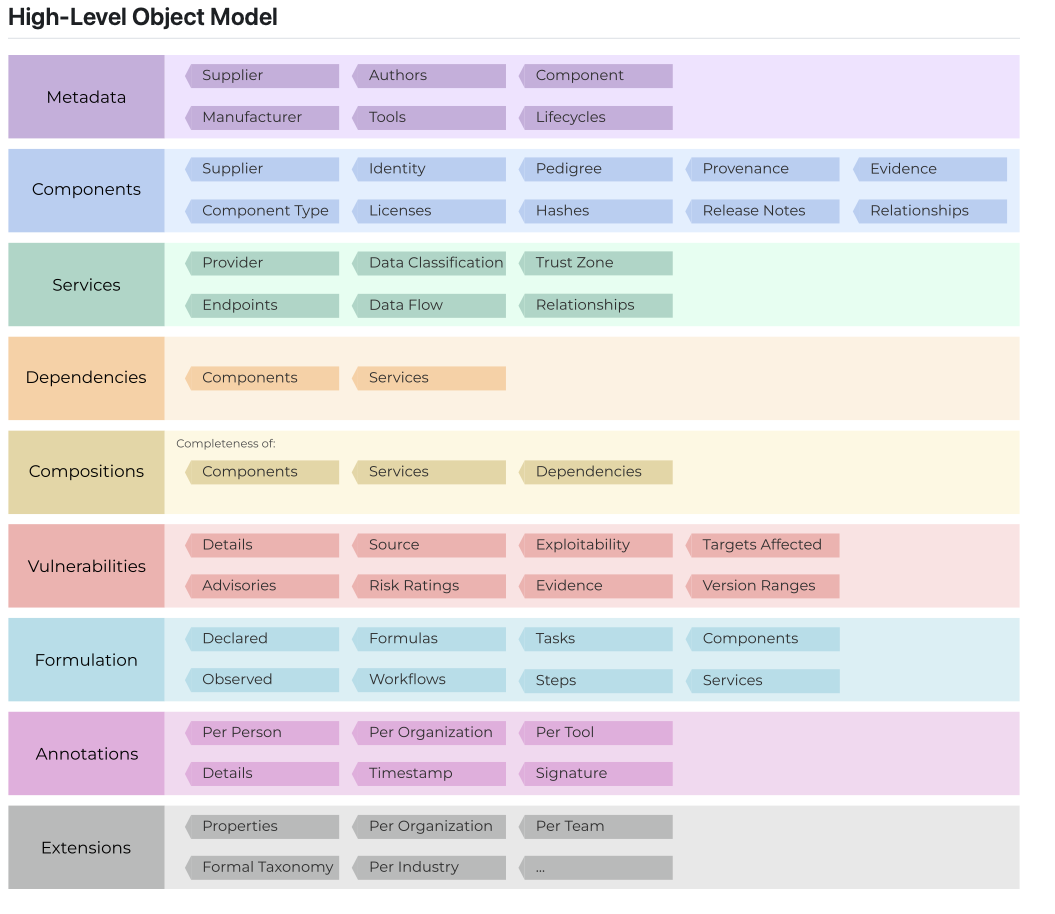 High-Level Object Model
Metadata
Supplier
Authors
Component
Manufacturer
Tools
Lifecycles
Components
Supplier
Identity
Pedigree
Provenance
Evidence
Component Type
Licenses
Hashes
Release Notes
Relationships
Services
Provider
Data Classification
Trust Zone
Endpoints
Data Flow
Relationships
Dependencies
Components
Services
Compositions
Completeness of:
Components
Services
Dependencies
Vulnerabilities
Details
Source
Exploitability
Targets Affected
Advisories
Risk Ratings
Evidence
Version Ranges
Formulation
Declared
Formulas
Tasks
Components
Observed
Workflows
Steps
Services
Annotations
Per Person
Per Organization
Per Tool
Details
Timestamp
Signature
Extensions
Properties
Per Organization
Per Team
Formal Taxonomy
Per Industry
...